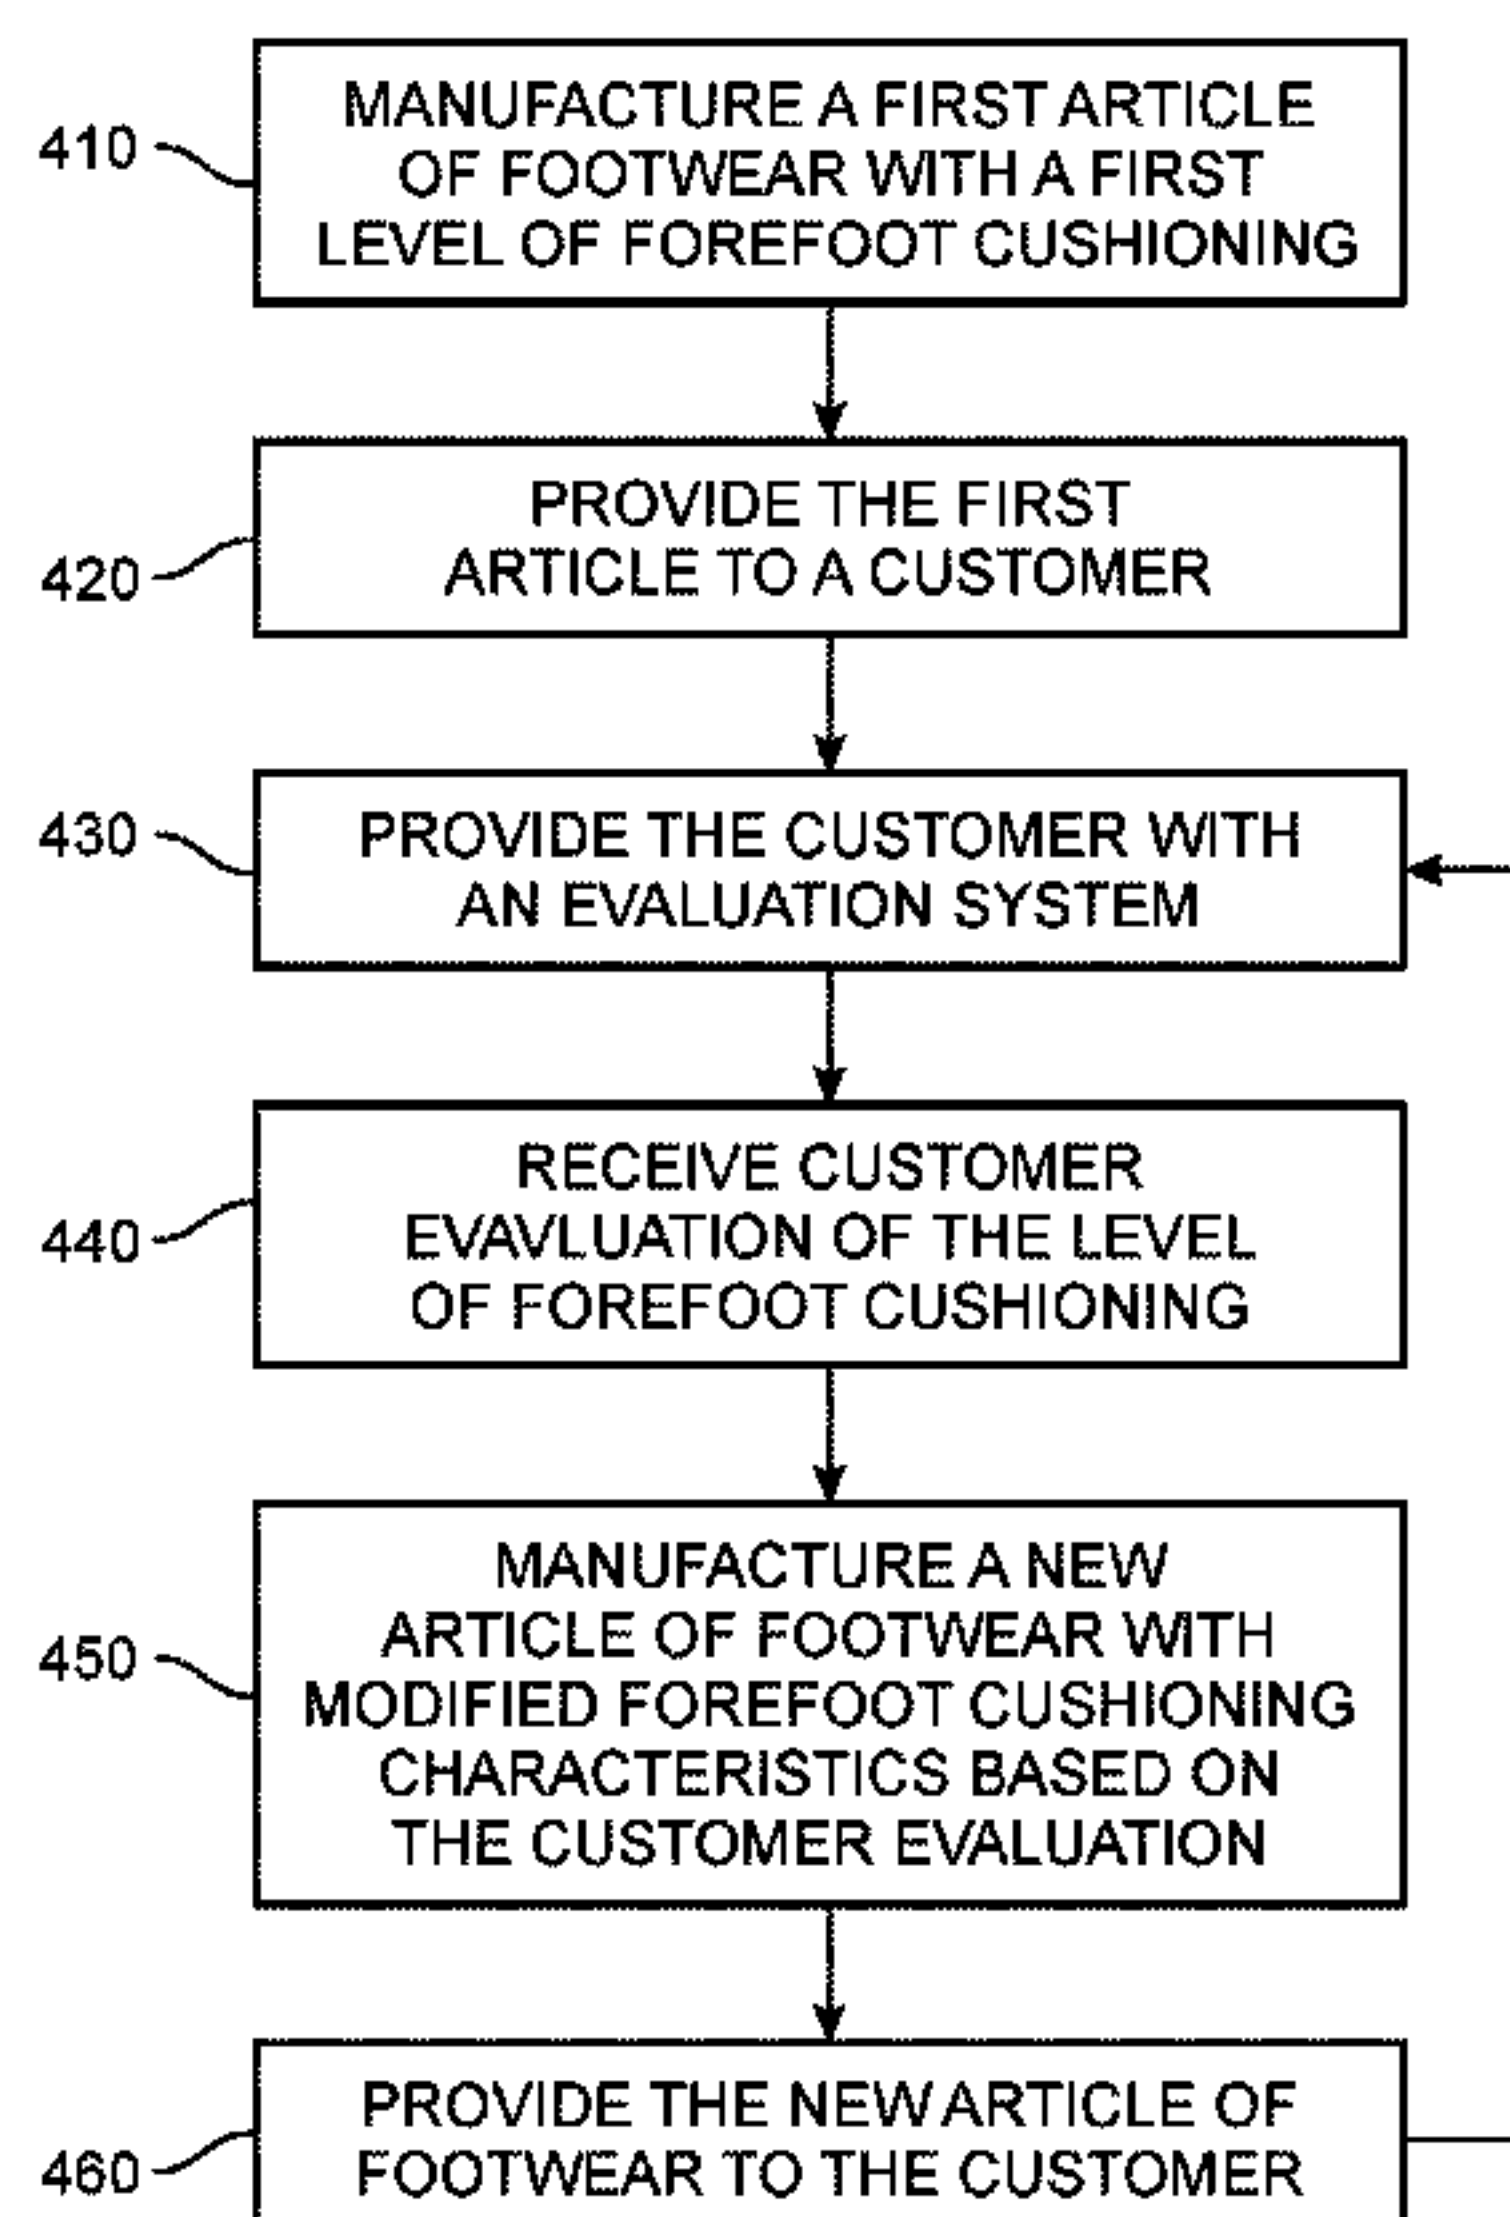 410
MANUFACTURE A FIRST ARTICLE
OF FOOTWEAR WITH A FIRST
LEVEL OF FOREFOOT CUSHIONING
420
PROVIDE THE FIRST
ARTICLE TO A CUSTOMER
430
PROVIDE THE CUSTOMER WITH
AN EVALUATION SYSTEM
440
RECEIVE CUSTOMER
EVAVLUATION OF THE LEVEL
OF FOREFOOT CUSHIONING
450
MANUFACTURE A NEW
ARTICLE OF FOOTWEAR WITH
MODIFIED FOREFOOT CUSHIONING
CHARACTERISTICS BASED ON
THE CUSTOMER EVALUATION
460
PROVIDE THE NEW ARTICLE OF
FOOTWEAR TO THE CUSTOMER